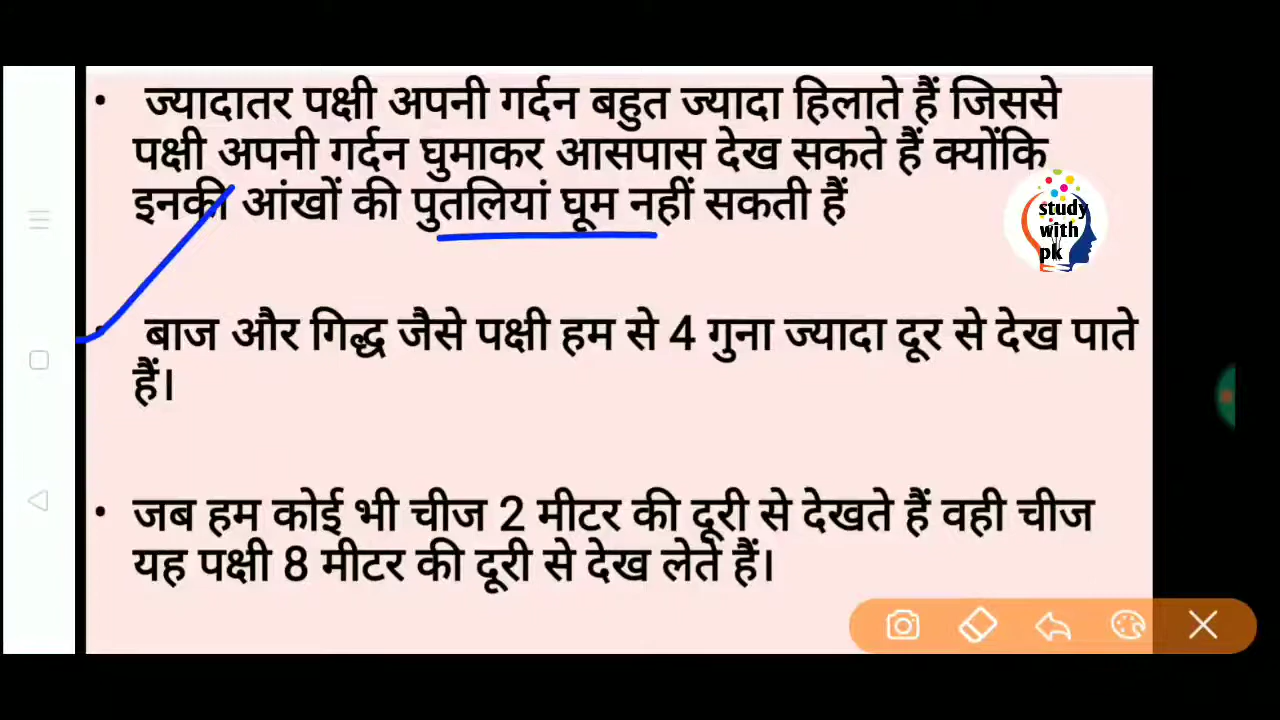 • ज्यादातर पक्षी अपनी गर्दन बहुत ज्यादा हिलाते हैं जिससे
पक्षी अपनी गर्दन घुमाकर आसपास देख सकते हैं क्योंकि
इनकी आंखों की पुतलियां घूम नहीं सकती हैं
study
with
pk
• बाज और गिद्ध जैसे पक्षी हम से 4 गुना ज्यादा दूर से देख पाते
हैं।
• जब हम कोई भी चीज 2 मीटर की दूरी से देखते हैं वही चीज
यह पक्षी 8 मीटर की दूरी से देख लेते हैं।